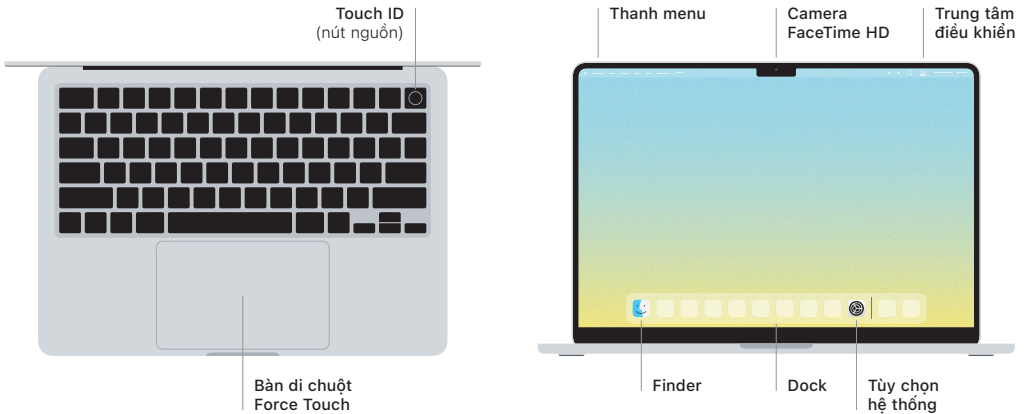 Touch ID
(nút nguồn)
Thanh menu
Camera
FaceTime HD
Trung tâm
điều khiển
Bàn di chuột
Force Touch
Finder
Dock
Tùy chọn
hệ thống